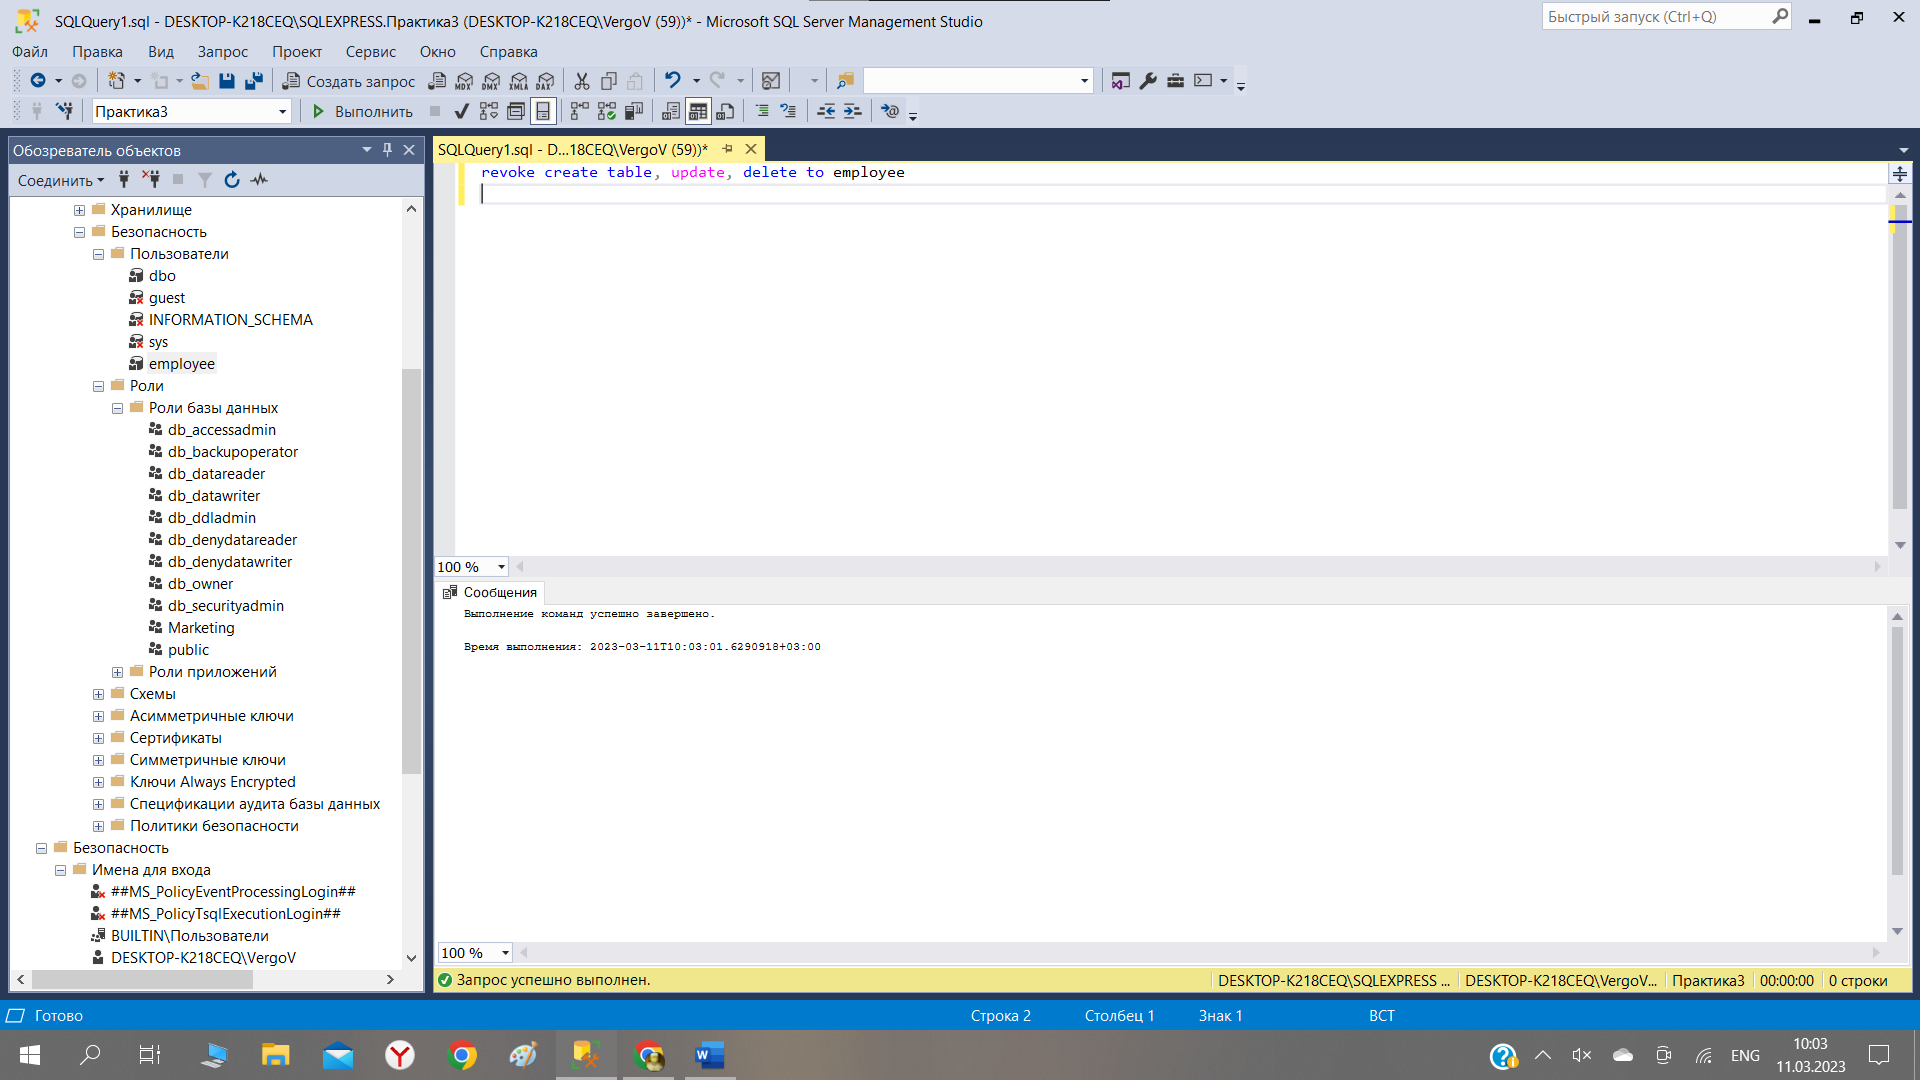 SQLQuery1.sql - DESKTOP-K218CEQ\SQLEXPRESS.Практика3 (DESKTOP-K218CEQ\VergoV (59))* - Microsoft SQL Server Management Studio
Быстрый запуск (Ctrl+Q)
Файл Правка Вид Запрос Проект Сервис Окно Справка
Создать запрос MDX DMX XMLA DAX
Практика3 Выполнить
Обозреватель объектов
Соединить
Хранилище
Безопасность
Пользователи
dbo
guest
INFORMATION_SCHEMA
sys
employee
Роли
Роли базы данных
db_accessadmin
db_backupoperator
db_datareader
db_datawriter
db_ddladmin
db_denydatareader
db_denydatawriter
db_owner
db_securityadmin
Marketing
public
Роли приложений
Схемы
Асимметричные ключи
Сертификаты
Симметричные ключи
Ключи Always Encrypted
Спецификации аудита базы данных
Политики безопасности
Безопасность
Имена для входа
##MS_PolicyEventProcessingLogin##
##MS_PolicyTsqlExecutionLogin##
BUILTIN\Пользователи
DESKTOP-K218CEQ\VergoV
SQLQuery1.sql - D...18CEQ\VergoV (59))*
revoke create table, update, delete to employee
100 %
Сообщения
Выполнение команд успешно завершено.
Время выполнения: 2023-03-11T10:03:01.6290918+03:00
100 %
Запрос успешно выполнен.
DESKTOP-K218CEQ\SQLEXPRESS ... DESKTOP-K218CEQ\VergoV... Практика3 00:00:00 0 строки
Готово Строка 2 Столбец 1 Знак 1 ВСТ
ENG
10:03
11.03.2023